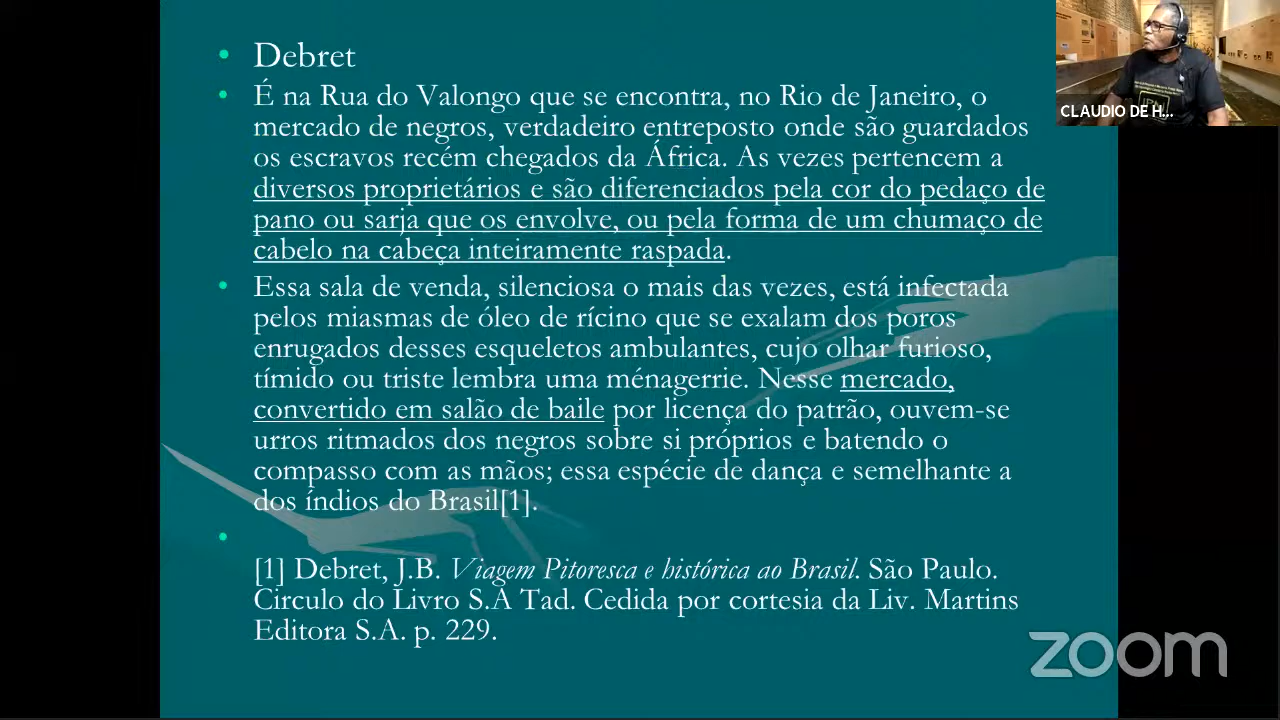 Debret
É na Rua do Valongo que se encontra, no Rio de Janeiro, o
mercado de negros, verdadeiro entreposto onde são guardados
os escravos recém chegados da África. As vezes pertencem a
diversos proprietários e são diferenciados pela cor do pedaço de
pano ou sarja que os envolve, ou pela forma de um chumaço de
cabelo na cabeça inteiramente raspada.
Essa sala de venda, silenciosa o mais das vezes, está infectada
pelos miasmas de óleo de rícino que se exalam dos poros
enrugados desses esqueletos ambulantes, cujo olhar furioso,
tímido ou triste lembra uma ménagerrie. Nesse mercado,
convertido em salão de baile por licença do patrão, ouvem-se
urros ritmados dos negros sobre si próprios e batendo o
compasso com as mãos; essa espécie de dança e semelhante a
dos índios do Brasil[1].
[1] Debret, J.B. Viagem Pitoresca e histórica ao Brasil. São Paulo.
Circulo do Livro S.A Tad. Cedida por cortesia da Liv. Martins
Editora S.A. p. 229.
CLAUDIO DE H...
zoom